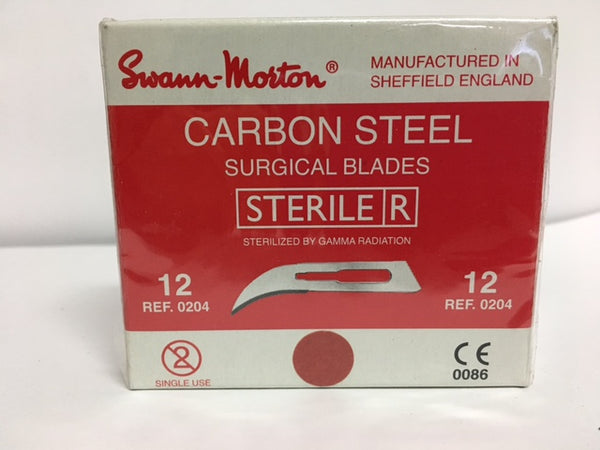 Swann-Morton®
MANUFACTURED IN
SHEFFIELD ENGLAND
CARBON STEEL
SURGICAL BLADES
STERILE R
STERILIZED BY GAMMA RADIATION
12
REF. 0204
12
REF. 0204
2
SINGLE USE
CE
0086